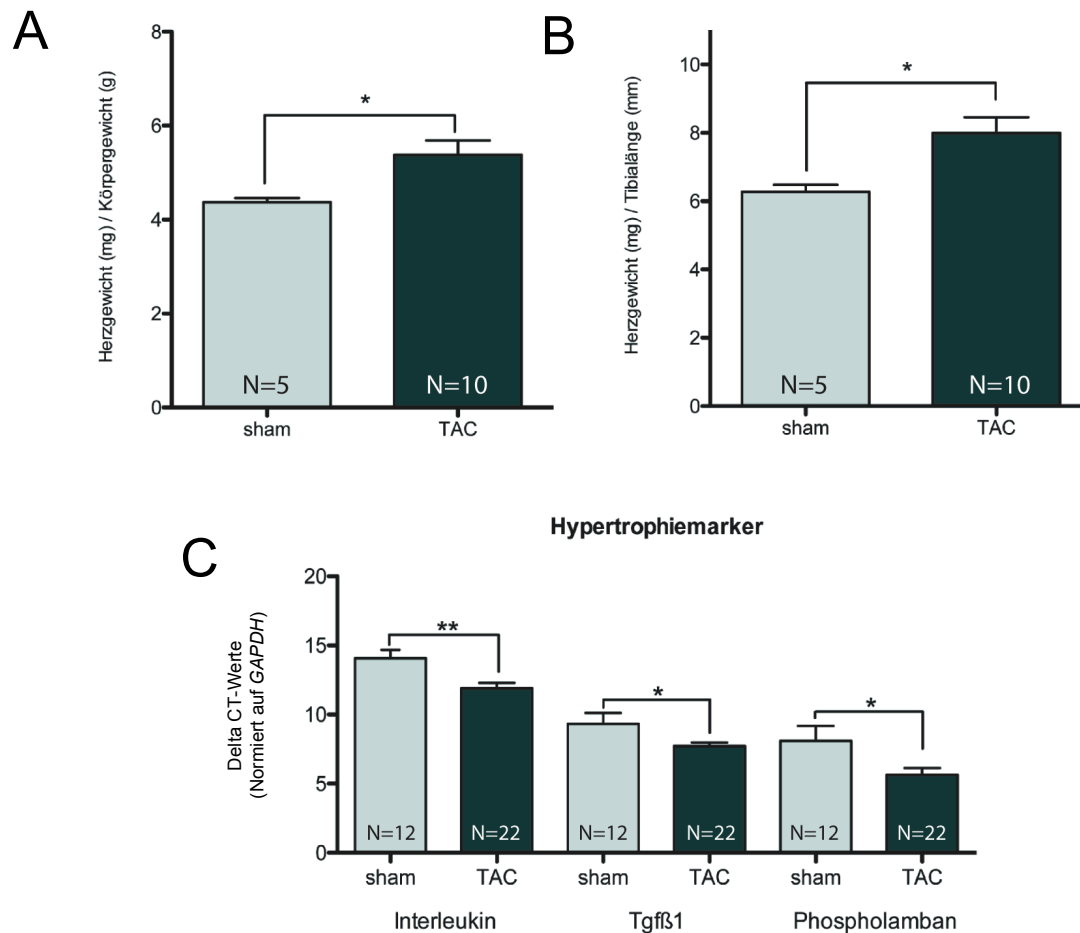 A
Herzgewicht (mg) / Körpergewicht (g)
8
6
4
2
0
*
N=5
N=10
sham
TAC
B
Herzgewicht (mg) / Tibialänge (mm)
10
8
6
4
2
0
*
N=5
N=10
sham
TAC
C
Hypertrophiemarker
Delta CT-Werte
(Normiert auf GAPDH)
20
15
10
5
0
**
*
*
N=12
N=22
N=12
N=22
N=12
N=22
sham
TAC
sham
TAC
sham
TAC
Interleukin
Tgfß1
Phospholamban